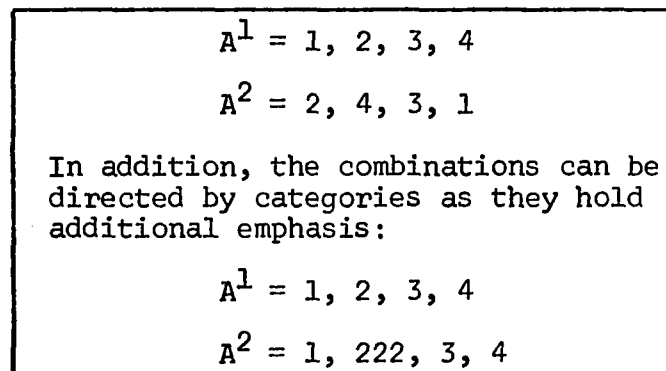 A¹ = 1, 2, 3, 4
A² = 2, 4, 3, 1
In addition, the combinations can be
directed by categories as they hold
additional emphasis:
A¹ = 1, 2, 3, 4
A² = 1, 222, 3, 4